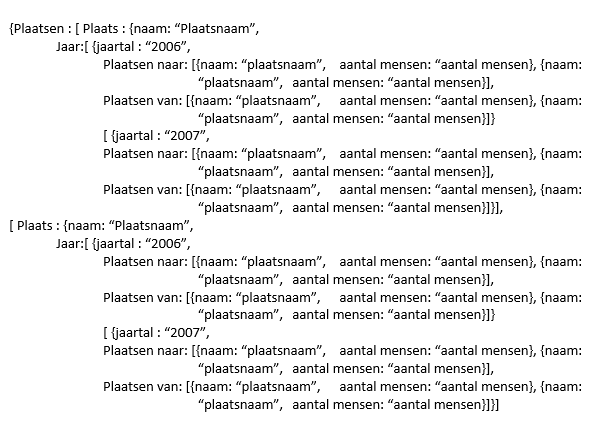 {Plaatsen : [ Plaats : {naam: “Plaatsnaam”,
Jaar:[ {jaartal : “2006”,
Plaatsen naar: [{naam: “plaatsnaam”, aantal mensen: “aantal mensen}, {naam:
“plaatsnaam”, aantal mensen: “aantal mensen}],
Plaatsen van: [{naam: “plaatsnaam”, aantal mensen: “aantal mensen}, {naam:
“plaatsnaam”, aantal mensen: “aantal mensen}]}
[ {jaartal : “2007”,
Plaatsen naar: [{naam: “plaatsnaam”, aantal mensen: “aantal mensen}, {naam:
“plaatsnaam”, aantal mensen: “aantal mensen}],
Plaatsen van: [{naam: “plaatsnaam”, aantal mensen: “aantal mensen}, {naam:
“plaatsnaam”, aantal mensen: “aantal mensen}]}],
[ Plaats : {naam: “Plaatsnaam”,
Jaar:[ {jaartal : “2006”,
Plaatsen naar: [{naam: “plaatsnaam”, aantal mensen: “aantal mensen}, {naam:
“plaatsnaam”, aantal mensen: “aantal mensen}],
Plaatsen van: [{naam: “plaatsnaam”, aantal mensen: “aantal mensen}, {naam:
“plaatsnaam”, aantal mensen: “aantal mensen}]}
[ {jaartal : “2007”,
Plaatsen naar: [{naam: “plaatsnaam”, aantal mensen: “aantal mensen}, {naam:
“plaatsnaam”, aantal mensen: “aantal mensen}],
Plaatsen van: [{naam: “plaatsnaam”, aantal mensen: “aantal mensen}, {naam:
“plaatsnaam”, aantal mensen: “aantal mensen}]}]